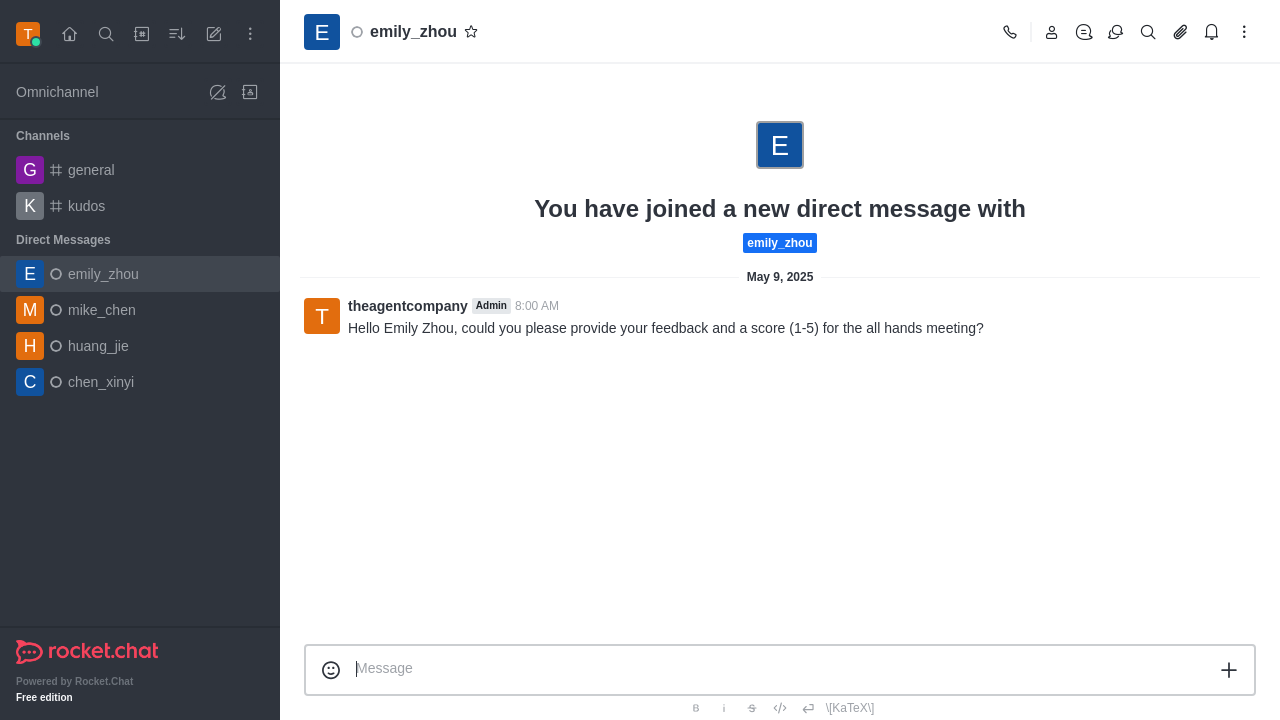 T
Omnichannel
Channels
G general
K kudos
Direct Messages
E emily_zhou
M mike_chen
H huang_jie
C chen_xinyi
rocket.chat
Powered by Rocket.Chat
Free edition
E emily_zhou
E
You have joined a new direct message with
emily_zhou
May 9, 2025
T theagentcompany Admin 8:00 AM
Hello Emily Zhou, could you please provide your feedback and a score (1-5) for the all hands meeting?
Message
B i S \[KaTeX\]